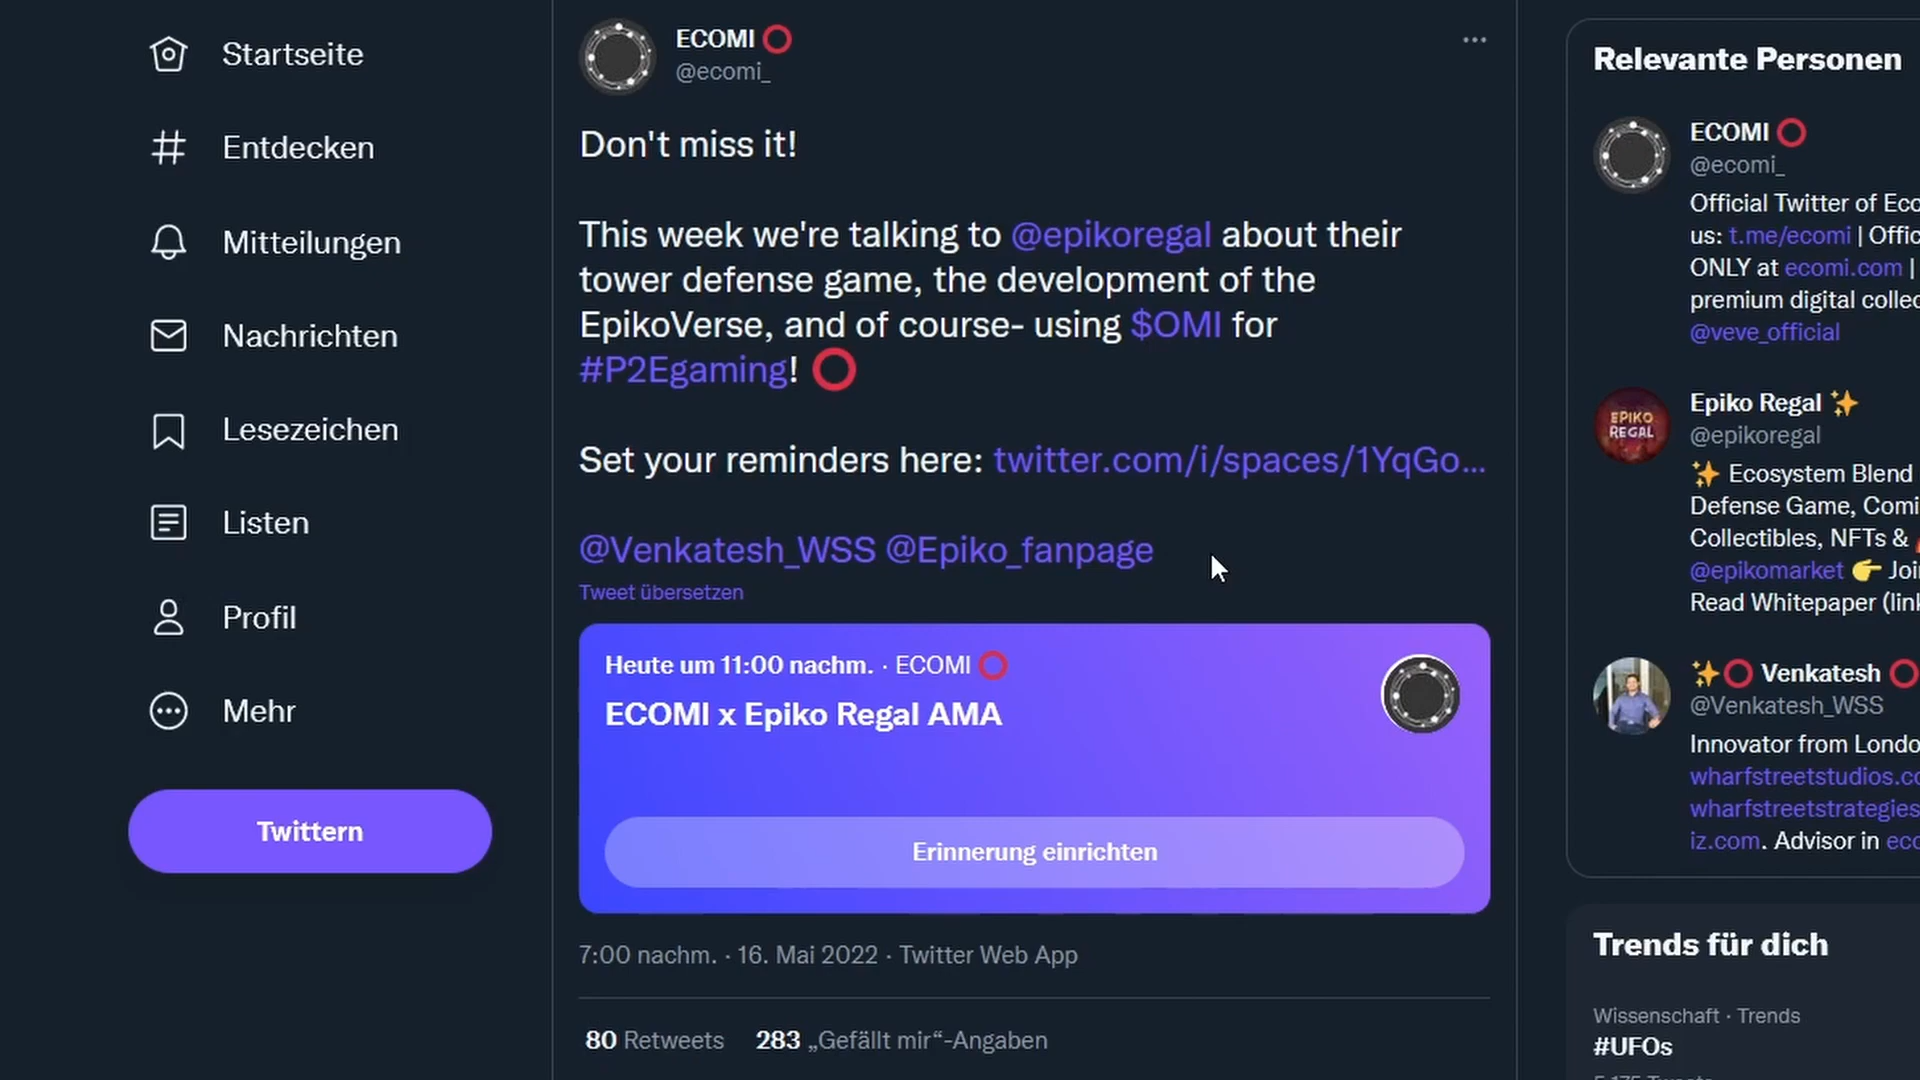 Startseite
Entdecken
Mitteilungen
Nachrichten
Lesezeichen
Listen
Profil
Mehr
Twittern
ECOMI
@ecomi_
Don't miss it!
This week we're talking to @epikoregal about their
tower defense game, the development of the
EpikoVerse, and of course- using $OMI for
#P2Egaming!
Set your reminders here: twitter.com/i/spaces/1YqGo...
@Venkatesh_WSS @Epiko_fanpage
Tweet übersetzen
Heute um 11:00 nachm. · ECOMI
ECOMI x Epiko Regal AMA
Erinnerung einrichten
7:00 nachm. · 16. Mai 2022 · Twitter Web App
80 Retweets 283 „Gefällt mir“-Angaben
Relevante Personen
ECOMI
@ecomi_
Official Twitter of Eco
us: t.me/ecomi | Offic
ONLY at ecomi.com |
premium digital collec
@veve_official
EPIKO
REGAL
Epiko Regal
@epikoregal
Ecosystem Blend
Defense Game, Comi
Collectibles, NFTs &
@epikomarket Joi
Read Whitepaper (lin
Venkatesh
@Venkatesh_WSS
Innovator from Londo
wharfstreetstudios.co
wharfstreetstrategies
iz.com. Advisor in eco
Trends für dich
Wissenschaft · Trends
#UFOs